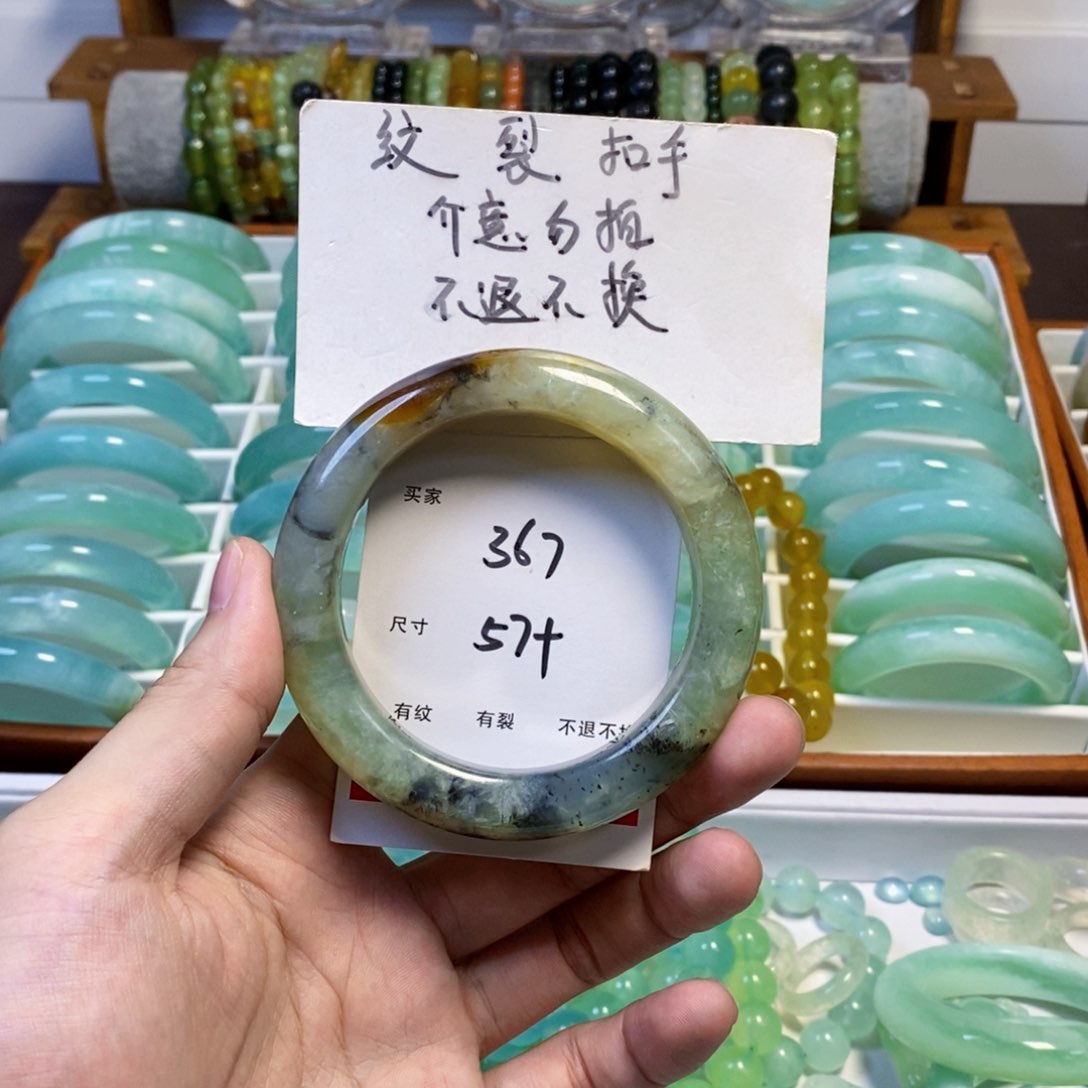 纹 裂 扣手
介意勿拍
不退不换
买家
367
尺寸
57+
有纹 有裂 不退不